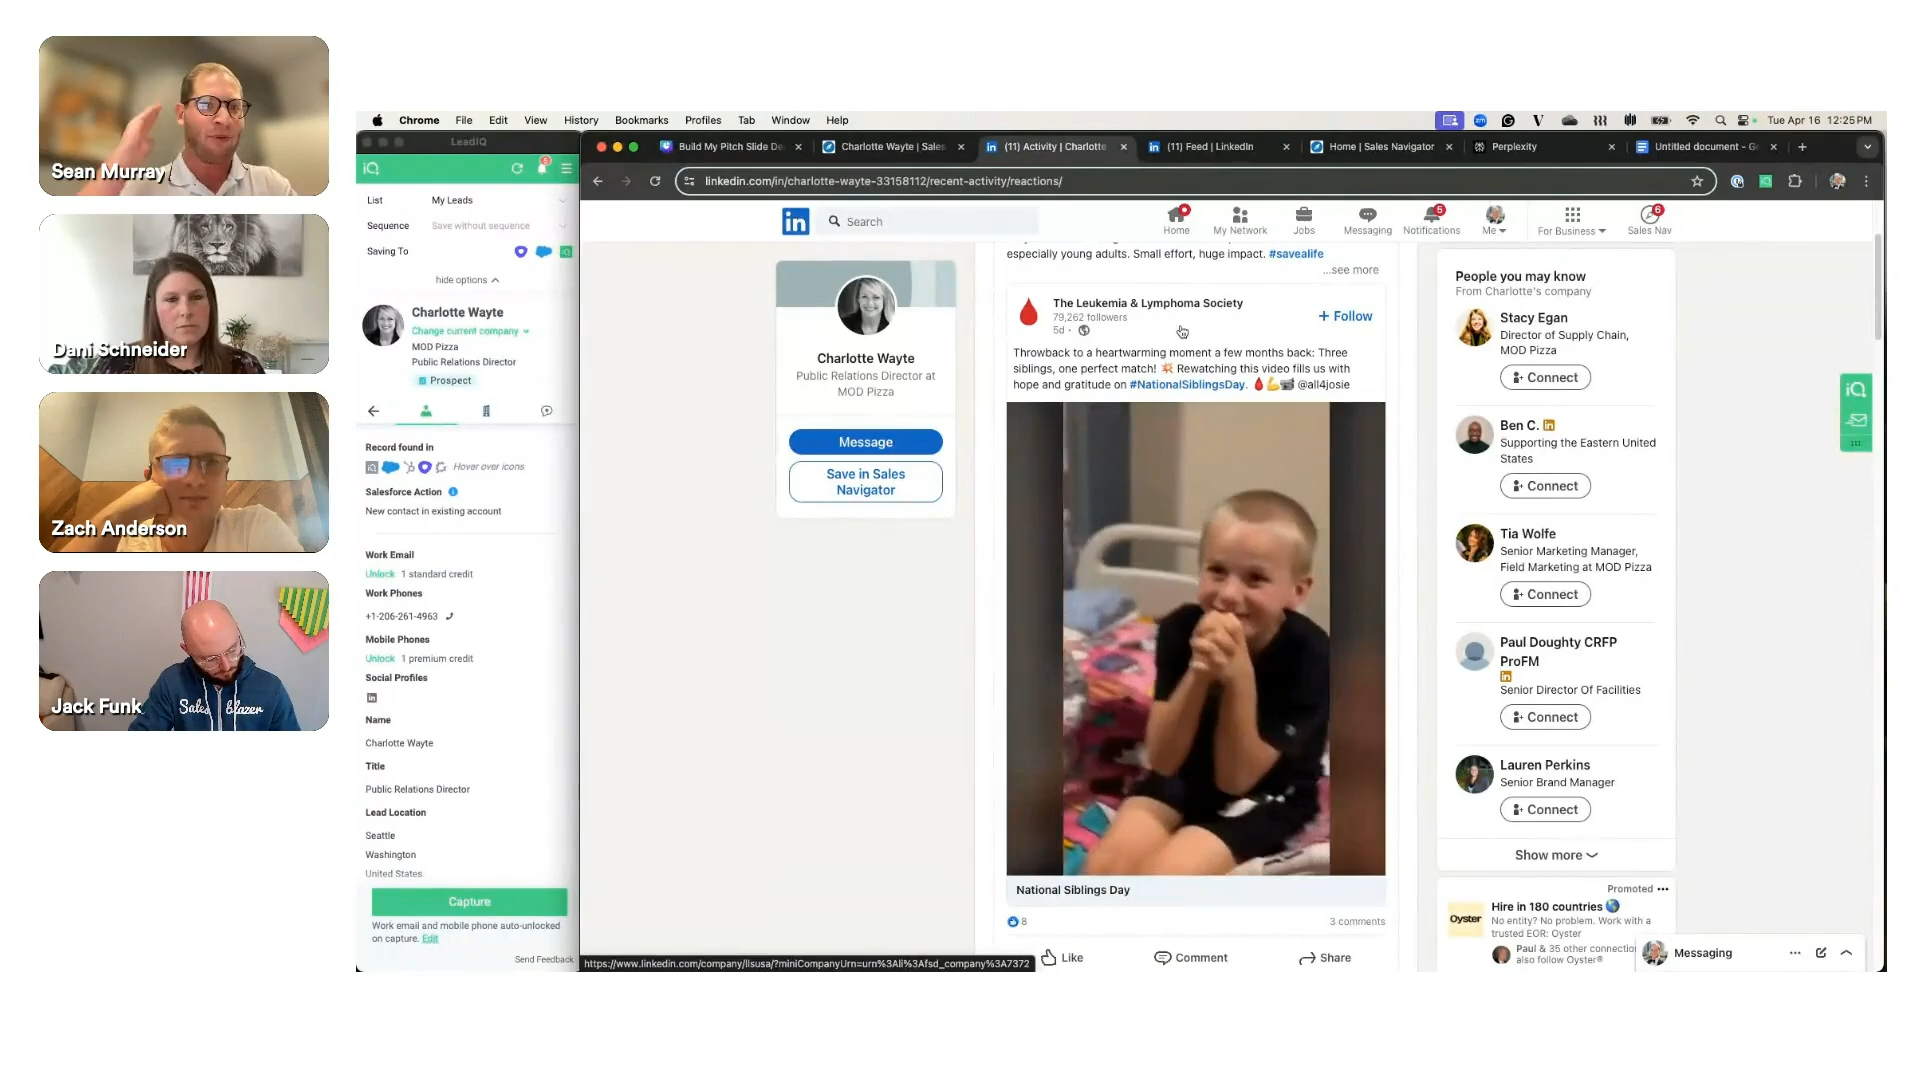 Sean Murray
Dani Schneider
Zach Anderson
Jack Funk
Chrome File Edit View History Bookmarks Profiles Tab Window Help
Tue Apr 16 12:25 PM
LeadIQ
List My Leads
Sequence Save without sequence
Saving To
hide options
Charlotte Wayte
Change current company
MOD Pizza
Public Relations Director
Prospect
Record found in
Hover over icons
Salesforce Action
New contact in existing account
Work Email
Unlock 1 standard credit
Work Phones
+1-206-261-4963
Mobile Phones
Unlock 1 premium credit
Social Profiles
Name
Charlotte Wayte
Title
Public Relations Director
Lead Location
Seattle
Washington
United States
Capture
Work email and mobile phone auto-unlocked
on capture. Edit
Send Feedback
Build My Pitch Slide De
Charlotte Wayte | Sales
(11) Activity | Charlotte
(11) Feed | LinkedIn
Home | Sales Navigator
Perplexity
Untitled document - G
linkedin.com/in/charlotte-wayte-33158112/recent-activity/reactions/
Search
Home
My Network
Jobs
Messaging
5
Notifications
Me
For Business
6
Sales Nav
Charlotte Wayte
Public Relations Director at
MOD Pizza
Message
Save in Sales
Navigator
especially young adults. Small effort, huge impact. #savealife
...see more
The Leukemia & Lymphoma Society
79,262 followers
5d •
+ Follow
Throwback to a heartwarming moment a few months back: Three
siblings, one perfect match! 💥 Rewatching this video fills us with
hope and gratitude on #NationalSiblingsDay. 🩸💪📹 @all4josie
National Siblings Day
8
3 comments
Like
Comment
Share
https://www.linkedin.com/company/llsusa/?miniCompanyUrn=urn%3Ali%3Afsd_company%3A7372
People you may know
From Charlotte's company
Stacy Egan
Director of Supply Chain,
MOD Pizza
Connect
Ben C.
Supporting the Eastern United
States
Connect
Tia Wolfe
Senior Marketing Manager,
Field Marketing at MOD Pizza
Connect
Paul Doughty CRFP
ProFM
Senior Director Of Facilities
Connect
Lauren Perkins
Senior Brand Manager
Connect
Show more
Promoted •••
Oyster
Hire in 180 countries 🌎
No entity? No problem. Work with a
trusted EOR: Oyster
Paul & 35 other connectio
also follow Oyster®
Messaging